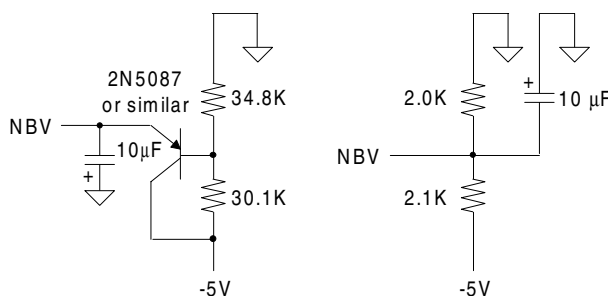 2N5087
or similar
34.8K
NBV
10µF
+
30.1K
-5V
2.0K
+
10 µF
NBV
2.1K
-5V